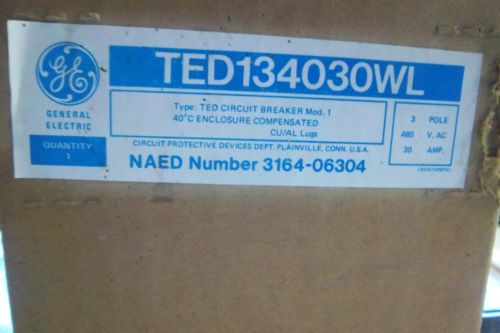 TED134030WL
GE
GENERAL
ELECTRIC
Type: TED CIRCUIT BREAKER Mod. 1
40°C ENCLOSURE COMPENSATED
CU/AL Lugs
3 POLE
480 V. AC
30 AMP.
QUANTITY
1
CIRCUIT PROTECTIVE DEVICES DEPT. PLAINVILLE, CONN. U.S.A.
NAED Number 3164-06304